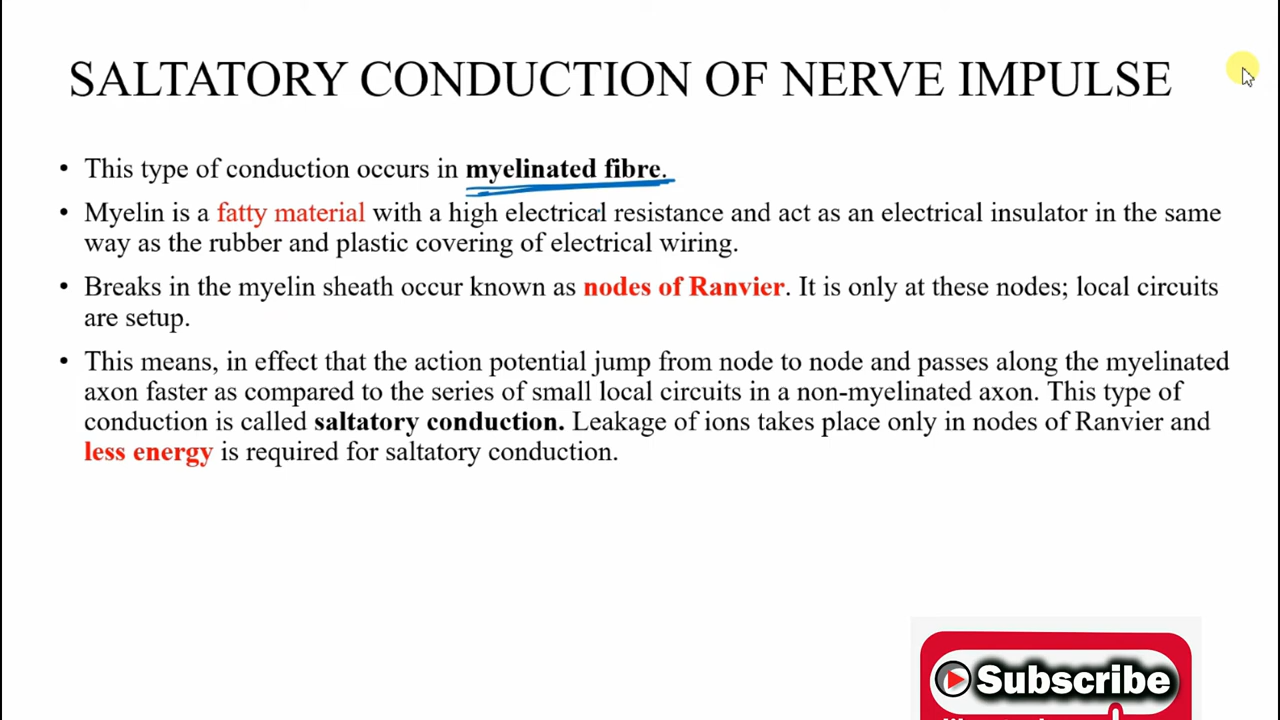 SALTATORY CONDUCTION OF NERVE IMPULSE
• This type of conduction occurs in myelinated fibre.
• Myelin is a fatty material with a high electrical resistance and act as an electrical insulator in the same
way as the rubber and plastic covering of electrical wiring.
• Breaks in the myelin sheath occur known as nodes of Ranvier. It is only at these nodes; local circuits
are setup.
• This means, in effect that the action potential jump from node to node and passes along the myelinated
axon faster as compared to the series of small local circuits in a non-myelinated axon. This type of
conduction is called saltatory conduction. Leakage of ions takes place only in nodes of Ranvier and
less energy is required for saltatory conduction.
Subscribe